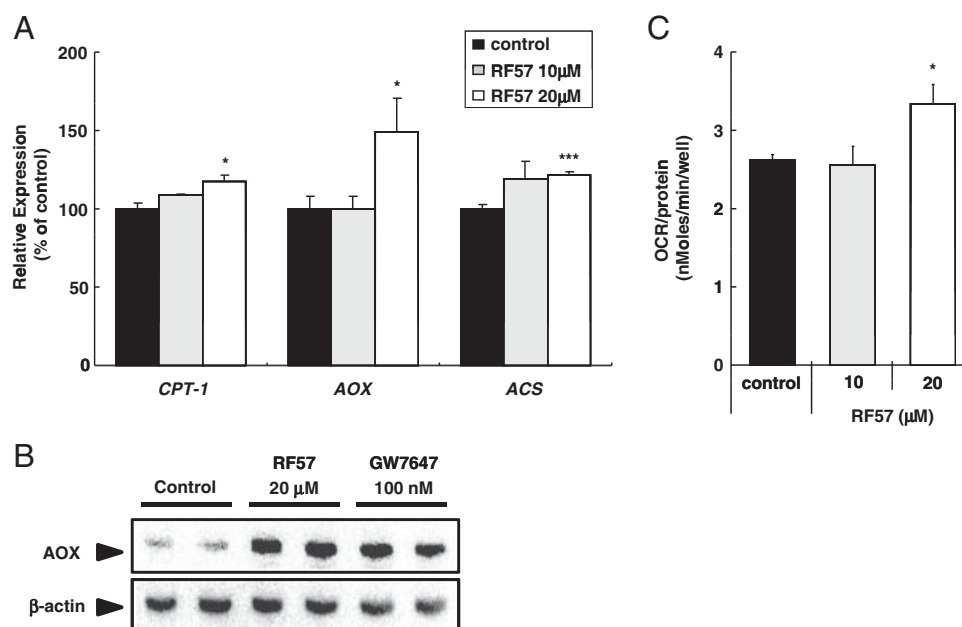 A
200
150
100
50
0
Relative Expression
(% of control)
control
RF57 10μM
RF57 20μM
*
*
***
CPT-1 AOX ACS
C
4
3
2
1
0
OCR/protein
(nMoles/min/well)
*
control 10 20
RF57 (μM)
B
RF57 GW7647
Control 20 μM 100 nM
AOX
β-actin